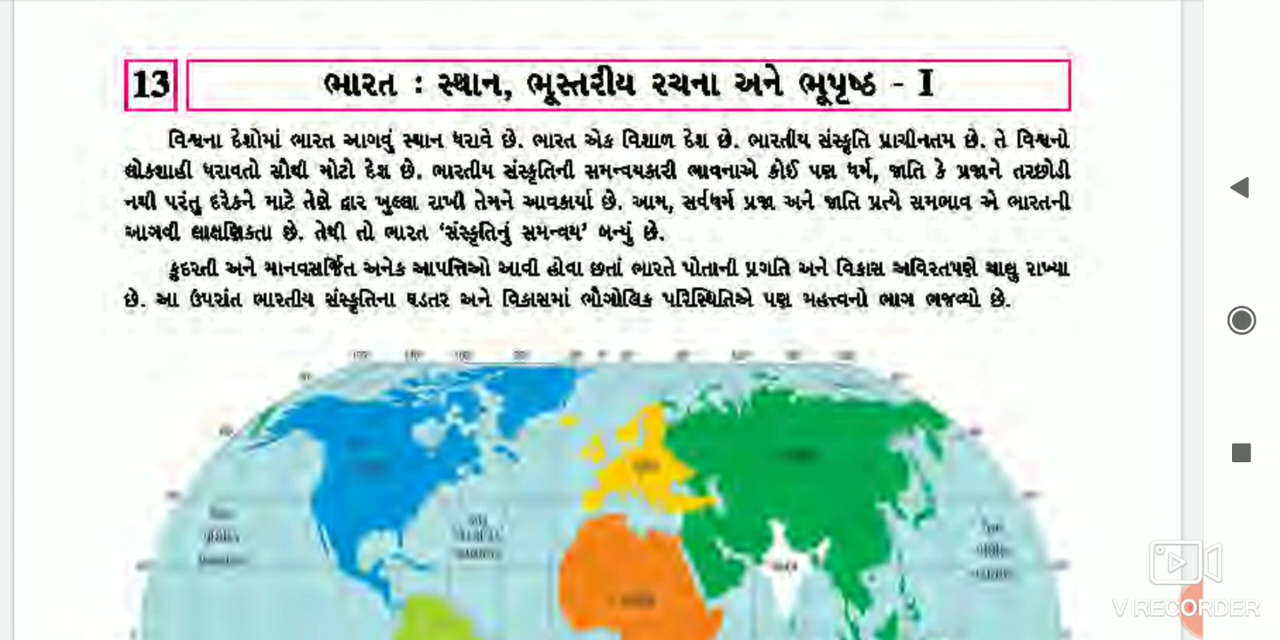 13
ભારત : સ્થાન, ભૂસ્તરીય રચના અને ભૂપૃષ્ઠ - I
વિશ્વના દેશોમાં ભારત આગવું સ્થાન ધરાવે છે. ભારત એક વિશાળ દેશ છે. ભારતીય સંસ્કૃતિ પ્રાચીનતમ છે. તે વિશ્વનો
લોકશાહી ધરાવતો સૌથી મોટો દેશ છે. ભારતીય સંસ્કૃતિની સમન્વયકારી ભાવનાએ કોઈ પણ ધર્મ, જાતિ કે પ્રજાને તરછોડી
નથી પરંતુ દરેકને માટે તેણે દ્વાર ખુલ્લા રાખી તેમને આવકાર્યા છે. આમ, સર્વધર્મ પ્રજા અને જાતિ પ્રત્યે સમભાવ એ ભારતની
આગવી લાક્ષણિકતા છે. તેથી તો ભારત ‘સંસ્કૃતિનું સમન્વય’ બન્યું છે.
કુદરતી અને માનવસર્જિત અનેક આપત્તિઓ આવી હોવા છતાં ભારતે પોતાની પ્રગતિ અને વિકાસ અવિરતપણે ચાલુ રાખ્યા
છે. આ ઉપરાંત ભારતીય સંસ્કૃતિના ઘડતર અને વિકાસમાં ભૌગોલિક પરિસ્થિતિએ પણ મહત્ત્વનો ભાગ ભજવ્યો છે.
V RECORDER